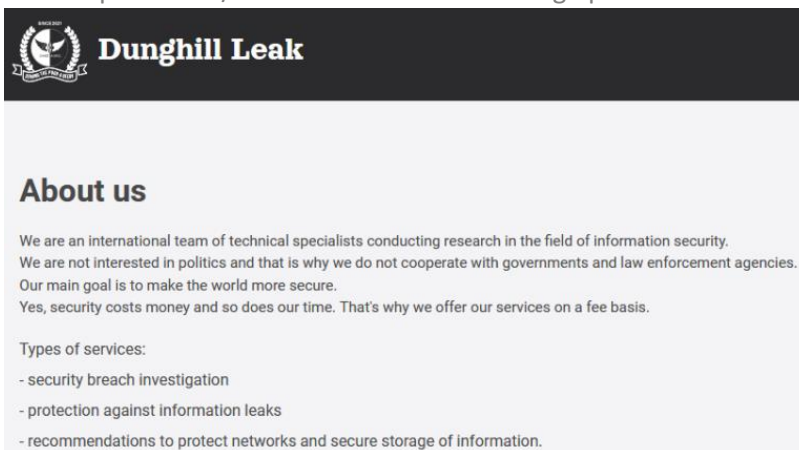 Dunghill Leak
About us
We are an international team of technical specialists conducting research in the field of information security.
We are not interested in politics and that is why we do not cooperate with governments and law enforcement agencies.
Our main goal is to make the world more secure.
Yes, security costs money and so does our time. That's why we offer our services on a fee basis.
Types of services:
- security breach investigation
- protection against information leaks
- recommendations to protect networks and secure storage of information.